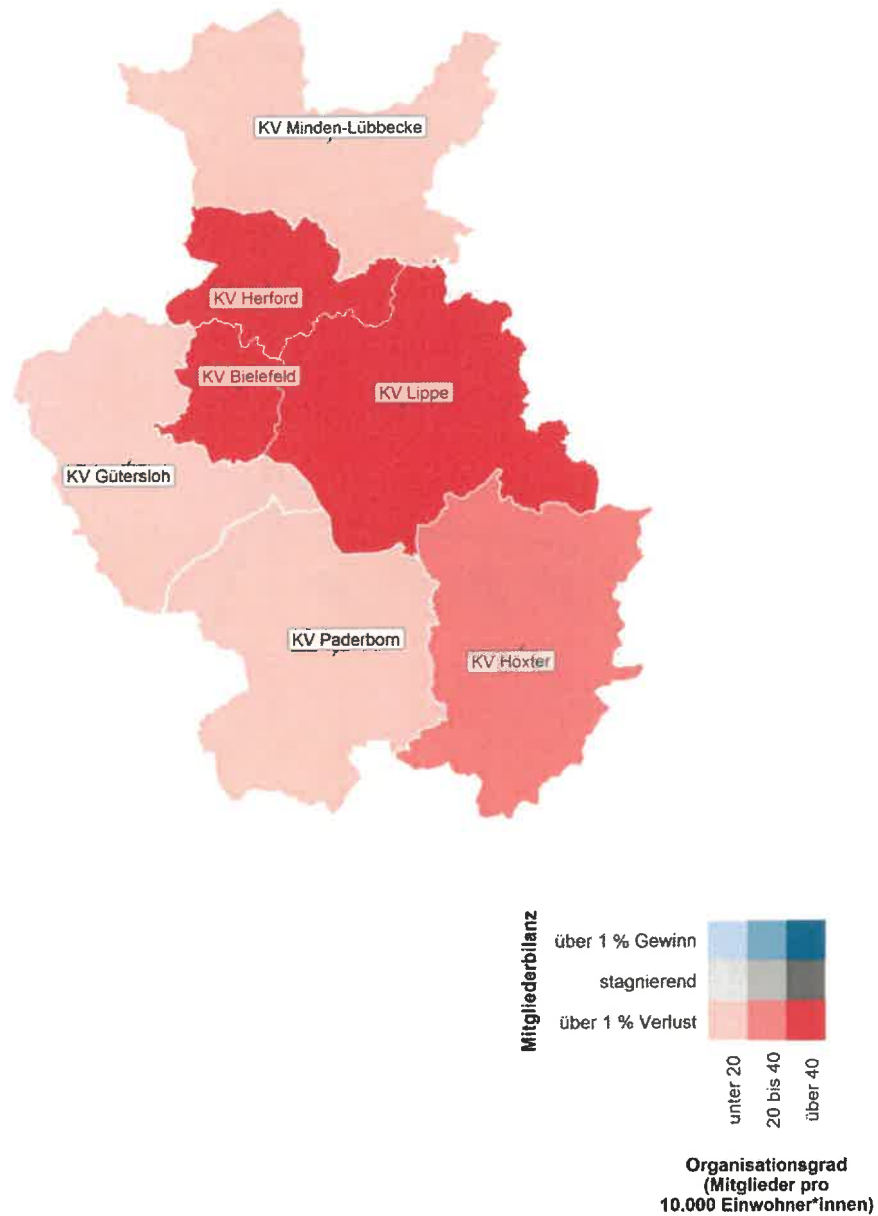 KV Minden-Lübbecke
KV Herford
KV Bielefeld
KV Lippe
KV Gütersloh
KV Paderborn
KV Höxter
Mitgliederbilanz
über 1 % Gewinn
stagnierend
über 1 % Verlust
unter 20
20 bis 40
über 40
Organisationsgrad
(Mitglieder pro
10.000 Einwohner*innen)